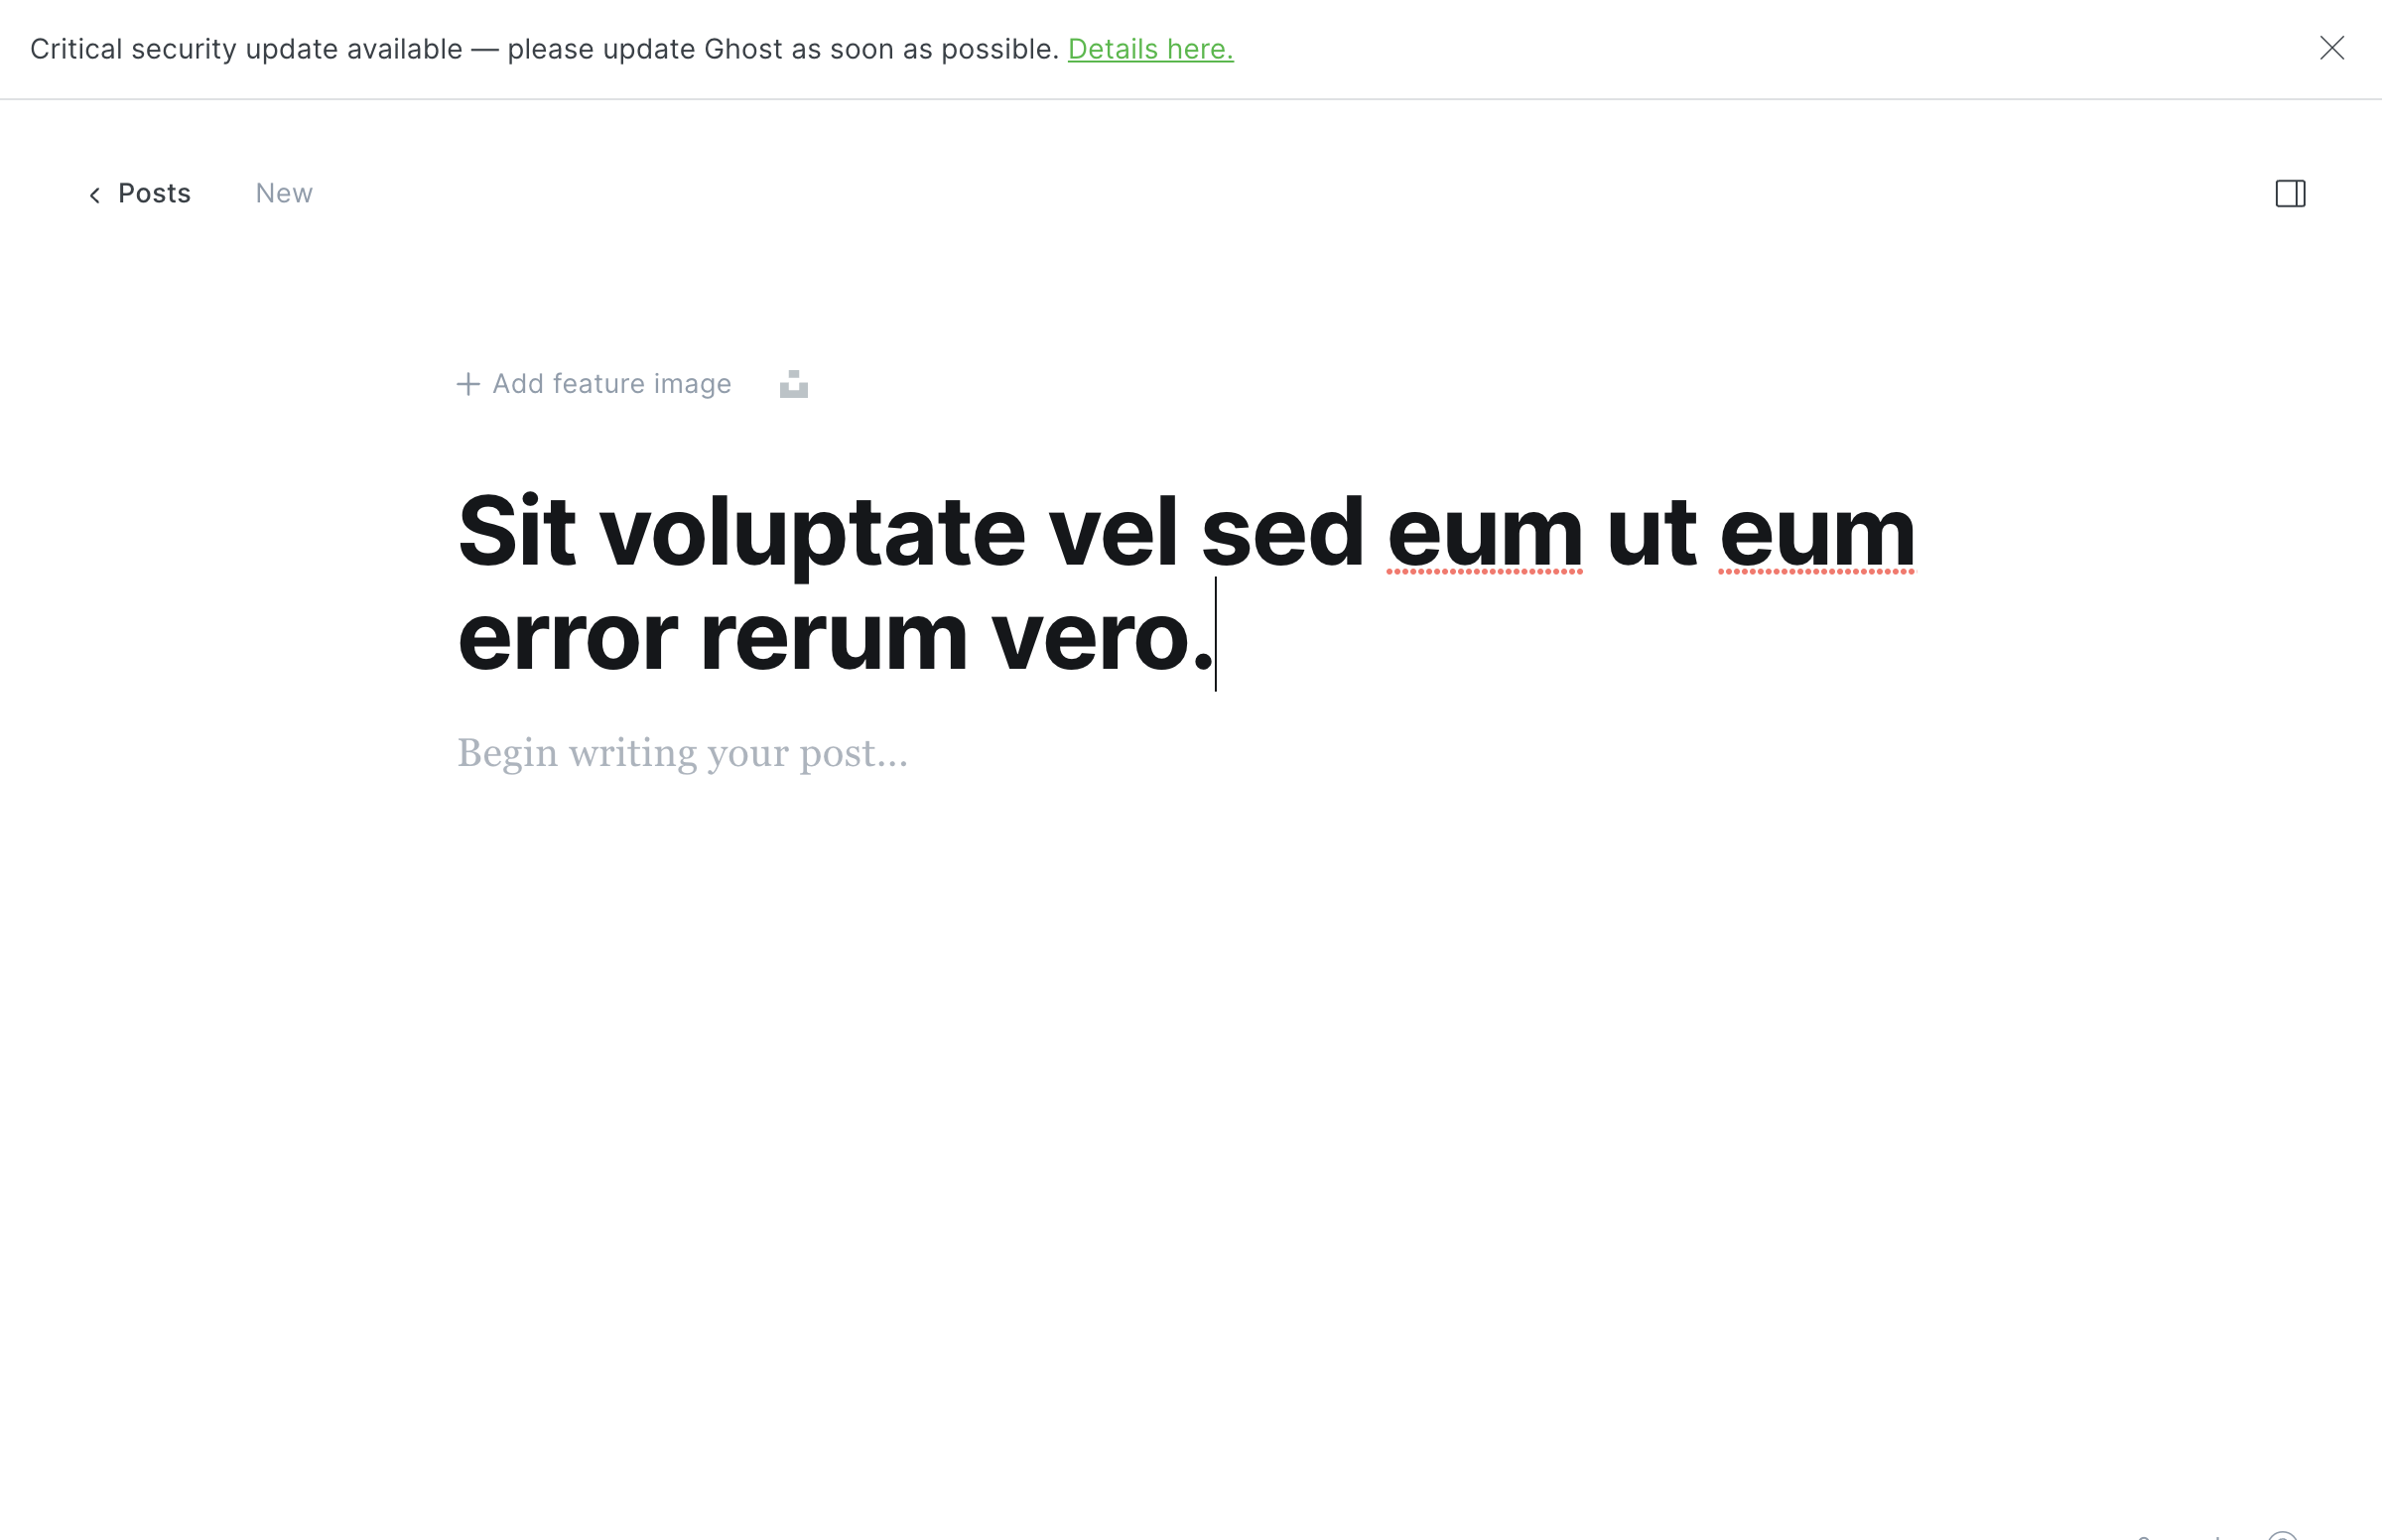 Critical security update available — please update Ghost as soon as possible. Details here.
Posts New
Add feature image
Sit voluptate vel sed eum ut eum
error rerum vero.
Begin writing your post...